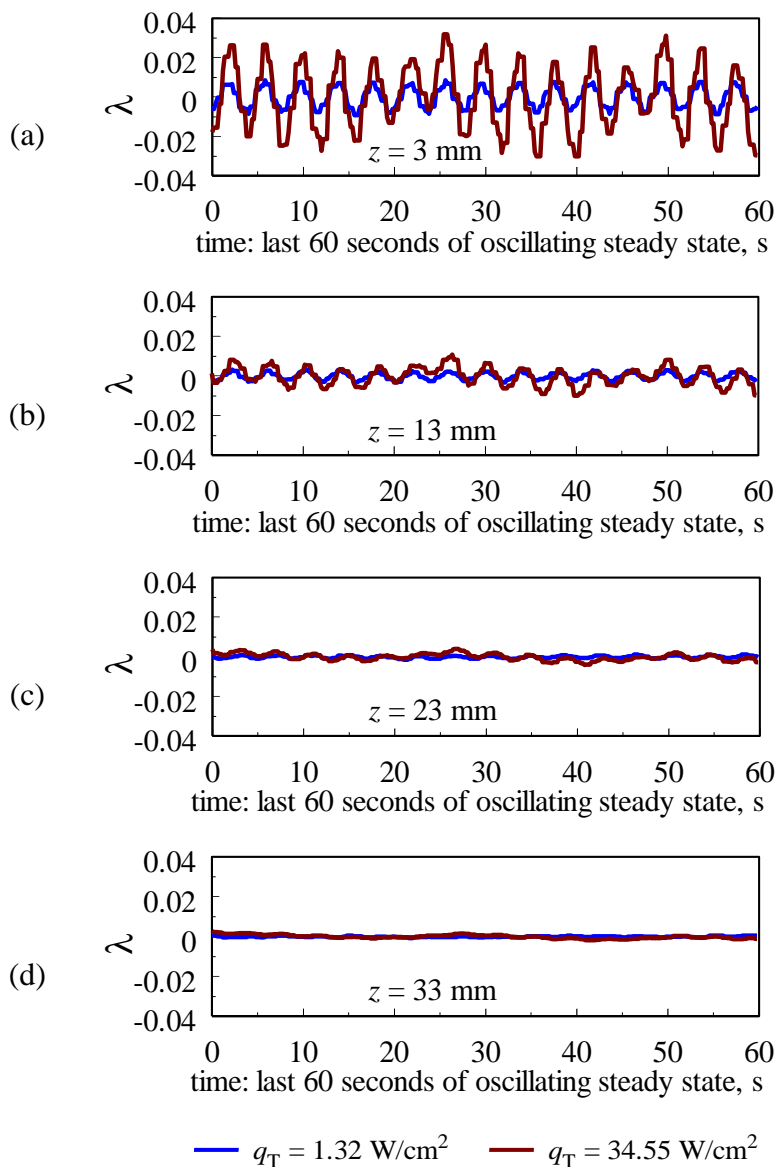 0.04
0.02
0
-0.02
-0.04
λ
(a)
z = 3 mm
0 10 20 30 40 50 60
time: last 60 seconds of oscillating steady state, s
0.04
0.02
0
-0.02
-0.04
λ
(b)
z = 13 mm
0 10 20 30 40 50 60
time: last 60 seconds of oscillating steady state, s
0.04
0.02
0
-0.02
-0.04
λ
(c)
z = 23 mm
0 10 20 30 40 50 60
time: last 60 seconds of oscillating steady state, s
0.04
0.02
0
-0.02
-0.04
λ
(d)
z = 33 mm
0 10 20 30 40 50 60
time: last 60 seconds of oscillating steady state, s
qT = 1.32 W/cm² qT = 34.55 W/cm²